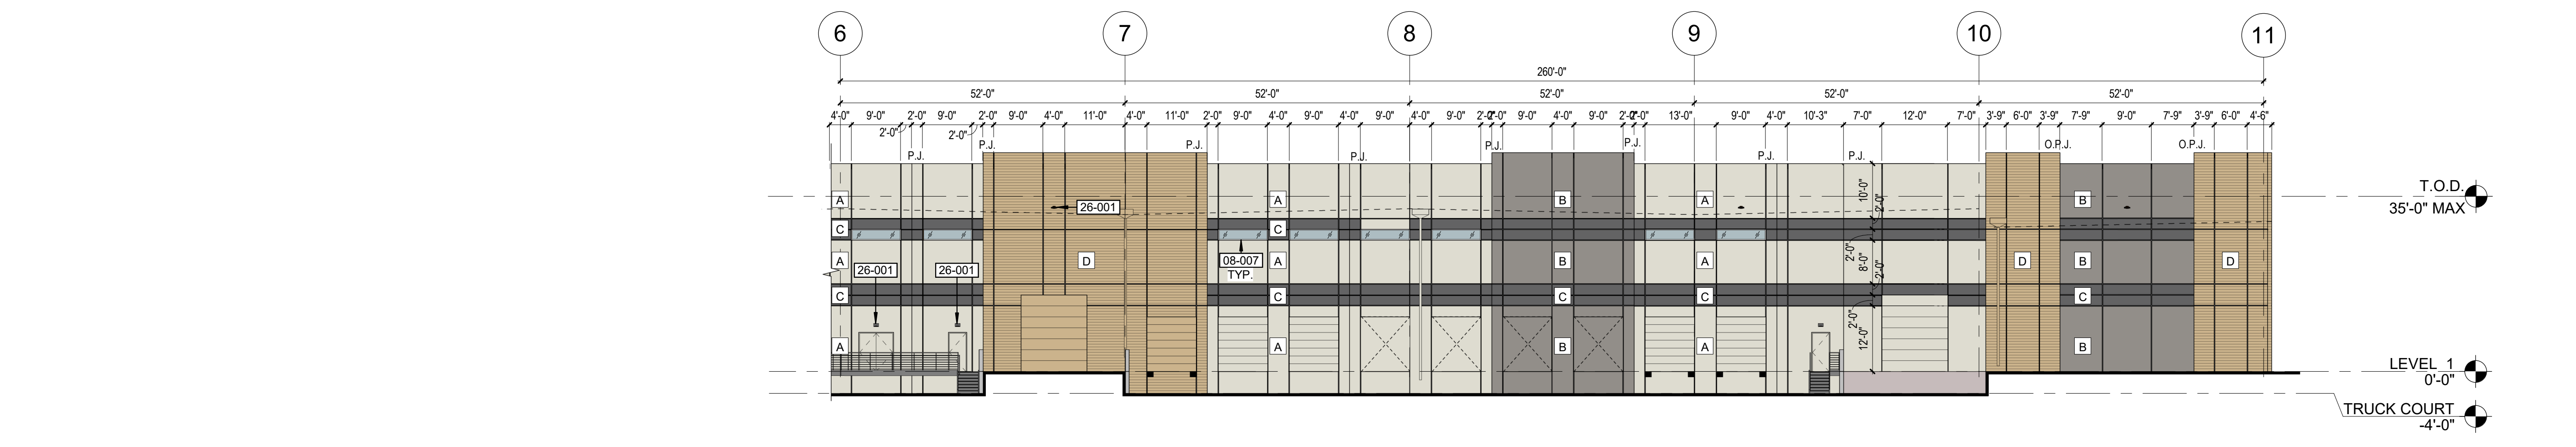 6 7 8 9 10 11
260'-0"
52'-0" 52'-0" 52'-0" 52'-0" 52'-0"
4'-0" 9'-0" 2'-0" 9'-0" 2'-0" 9'-0" 4'-0" 11'-0" 4'-0" 11'-0" 2'-0" 9'-0" 4'-0" 9'-0" 4'-0" 9'-0" 4'-0" 9'-0" 2'-0" 9'-0" 4'-0" 9'-0" 2'-0" 13'-0" 9'-0" 4'-0" 10'-3" 7'-0" 12'-0" 7'-0" 3'-9" 6'-0" 3'-9" 7'-9" 9'-0" 7'-9" 3'-9" 6'-0" 4'-6"
2'-0" 2'-0"
P.J. P.J. P.J. P.J. P.J. P.J. P.J. P.J. O.P.J. O.P.J.
T.O.D.
35'-0" MAX
A A B A 10'-0" 2'-0" B
26-001
C C
08-007
TYP.
A 26-001 26-001 D A B A 2'-0" 8'-0" 2'-0" D B D
C C C C C
A A B A 2'-0" 12'-0" B
LEVEL 1
0'-0"
TRUCK COURT
-4'-0"